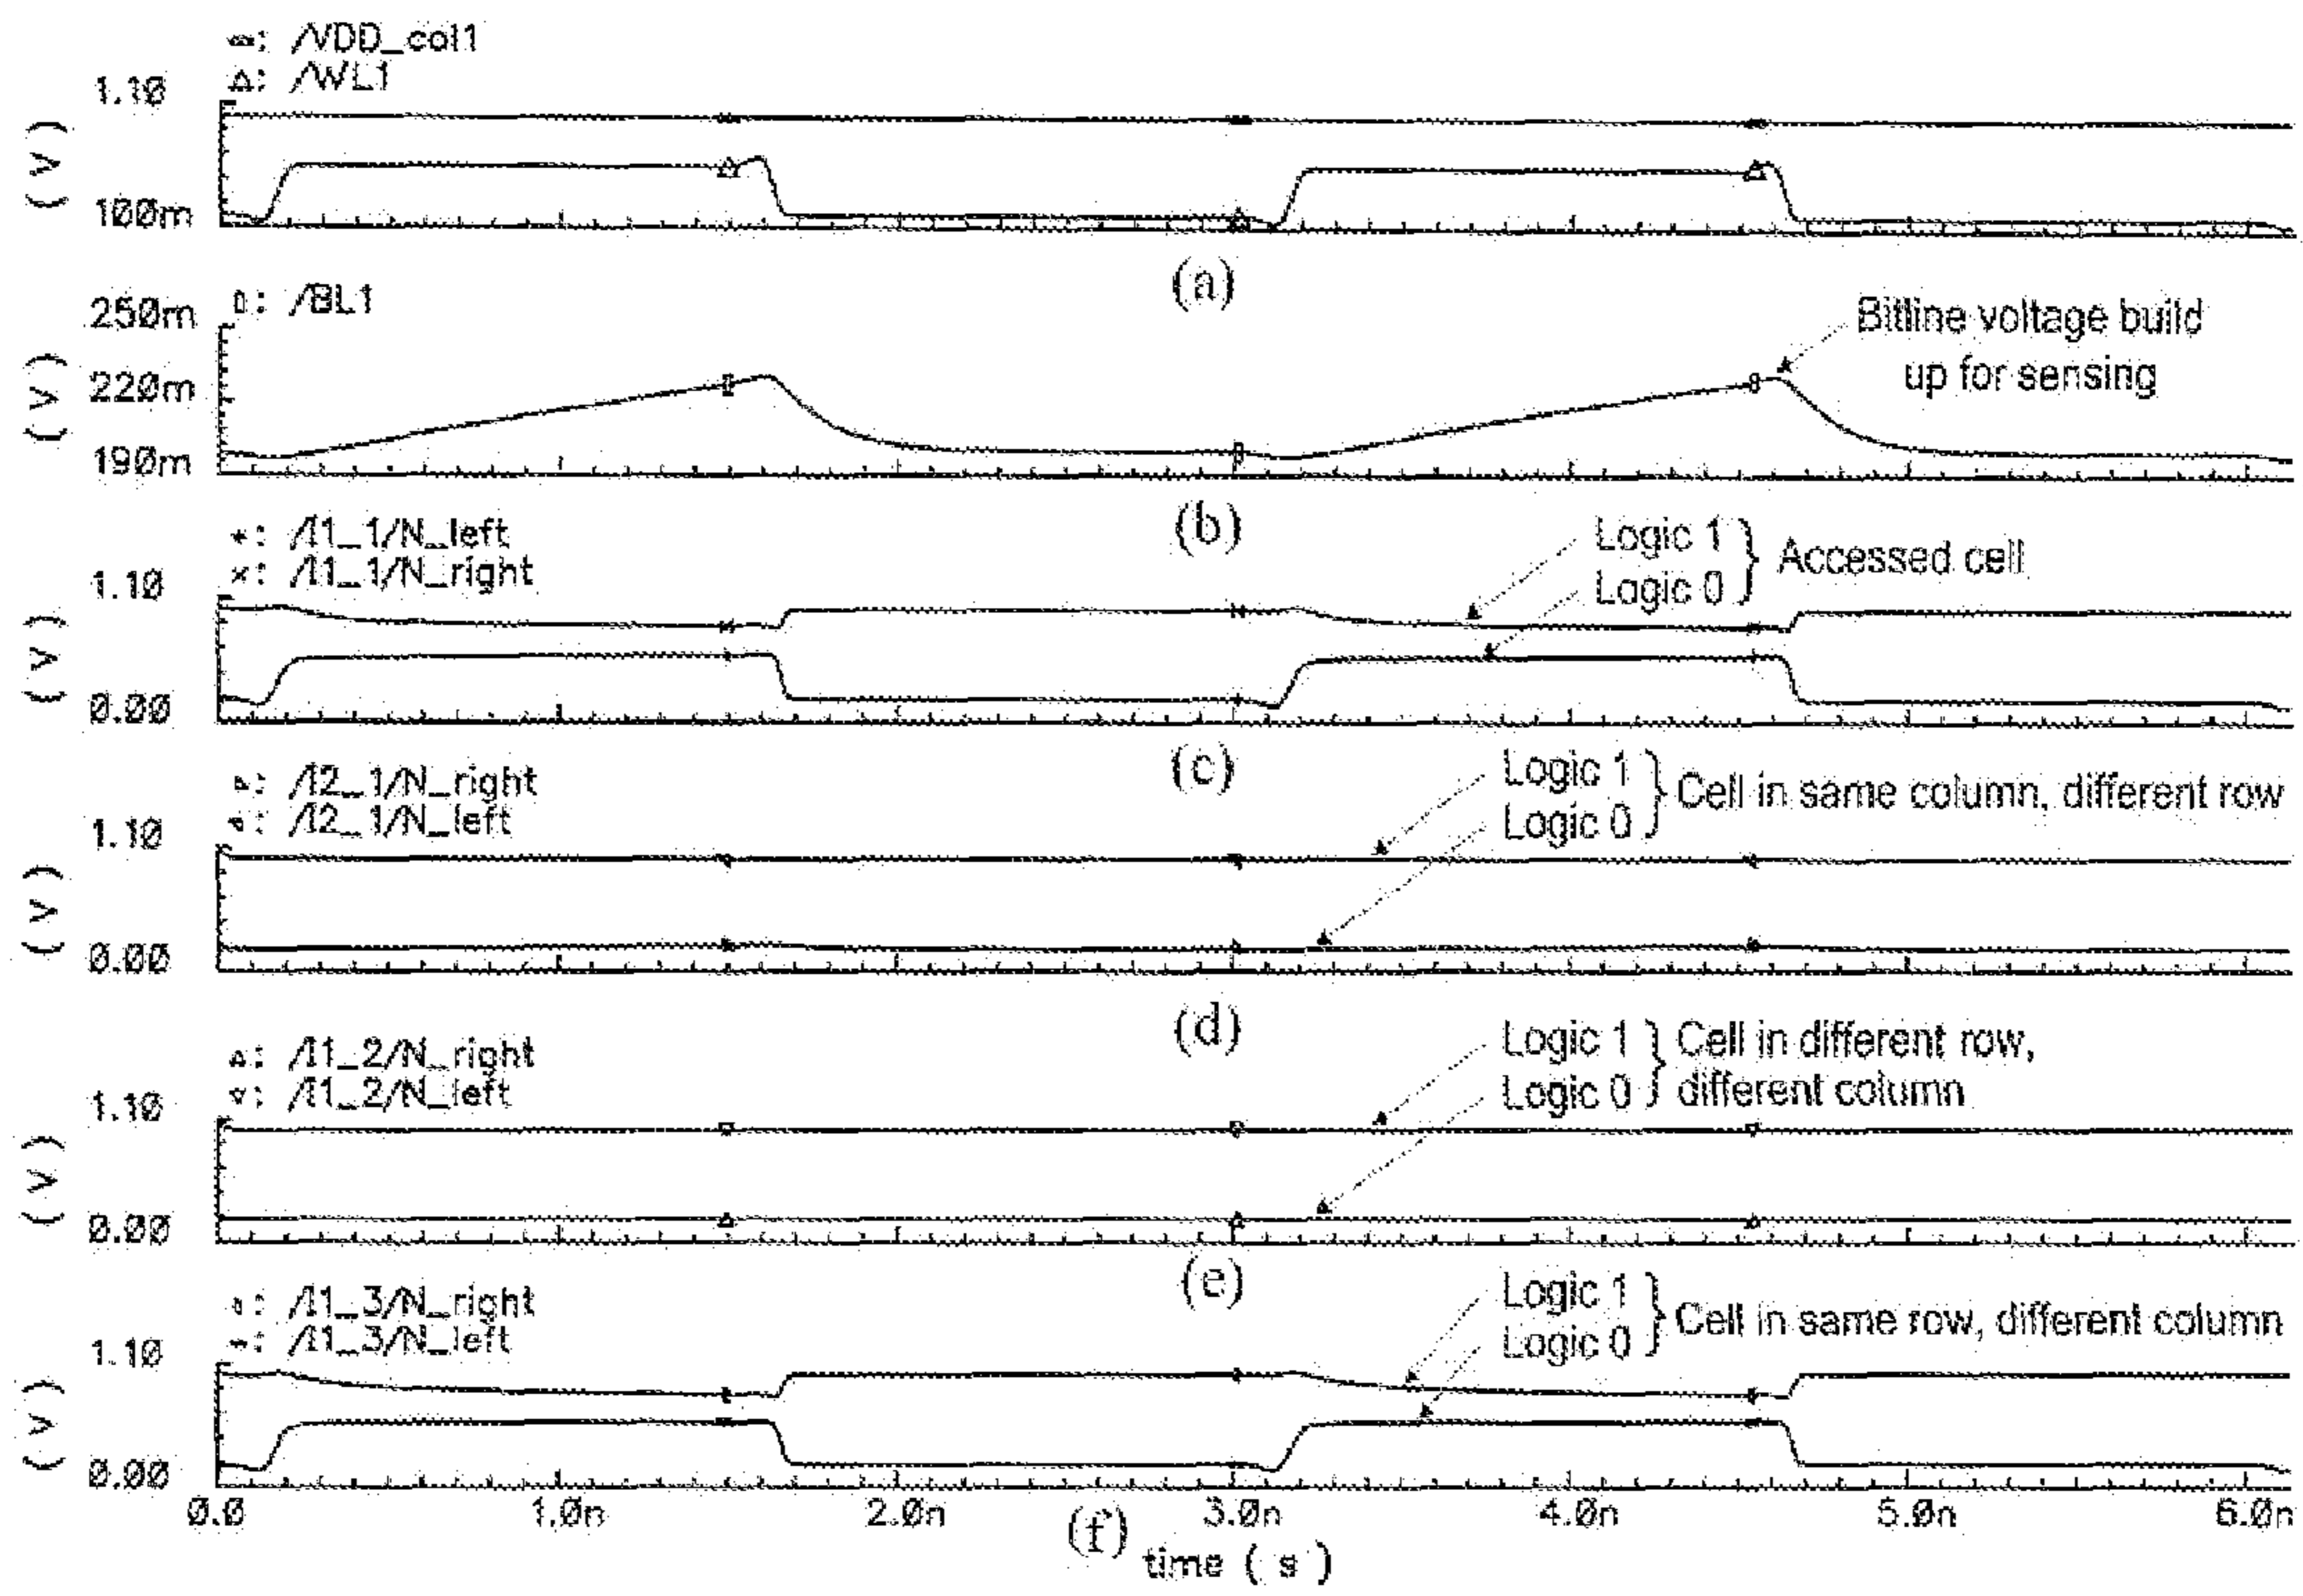 /VDD_col1
/WL1
1.10
(V)
100m
(a)
/BL1
250m
220m
190m
(V)
Bitline voltage build
up for sensing
(b)
/I1_1/N_left
/I1_1/N_right
1.10
(V)
0.00
Logic 1
Logic 0
Accessed cell
(c)
/I2_1/N_right
/I2_1/N_left
1.10
(V)
0.00
Logic 1
Logic 0
Cell in same column, different row
(d)
/I1_2/N_right
/I1_2/N_left
1.10
(V)
0.00
Logic 1
Logic 0
Cell in different row,
different column
(e)
/I1_3/N_right
/I1_3/N_left
1.10
(V)
0.00
Logic 1
Logic 0
Cell in same row, different column
0.0 1.0n 2.0n 3.0n 4.0n 5.0n 6.0n
(f)
time ( s )